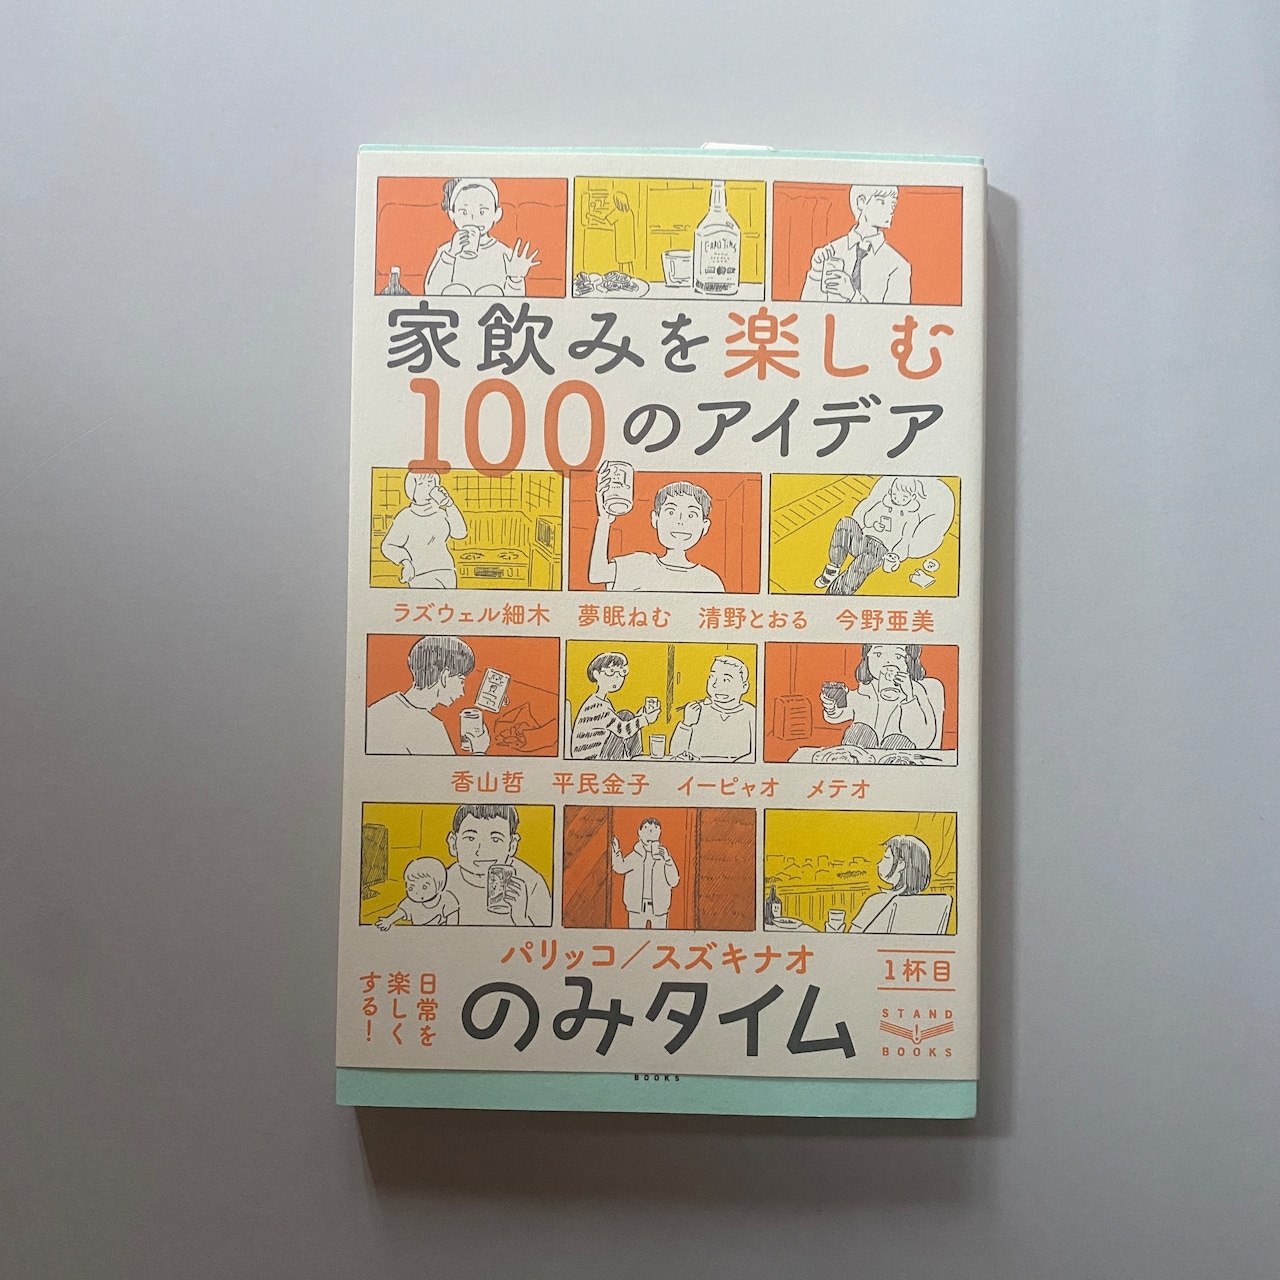 家飲みを楽しむ
100のアイデア
ラズウェル細木　夢眠ねむ　清野とおる　今野亜美
香山哲　平民金子　イーピャオ　メテオ
パリッコ／スズキナオ
1杯目
日常を
楽しく
する！
のみタイム
STAND
BOOKS
BOOKS